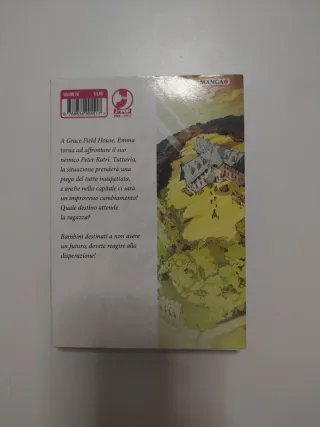 MANGA
A Grace Field House, Emma
torna ad affrontare il suo
nemico Peter Ratri. Tuttavia,
la situazione prenderà una
piega del tutto inaspettata,
e anche nella capitale ci sarà
un improvviso cambiamento!
Quale destino attende
la ragazza?
Bambini destinati a non avere
un futuro, dovete reagire alla
disperazione!